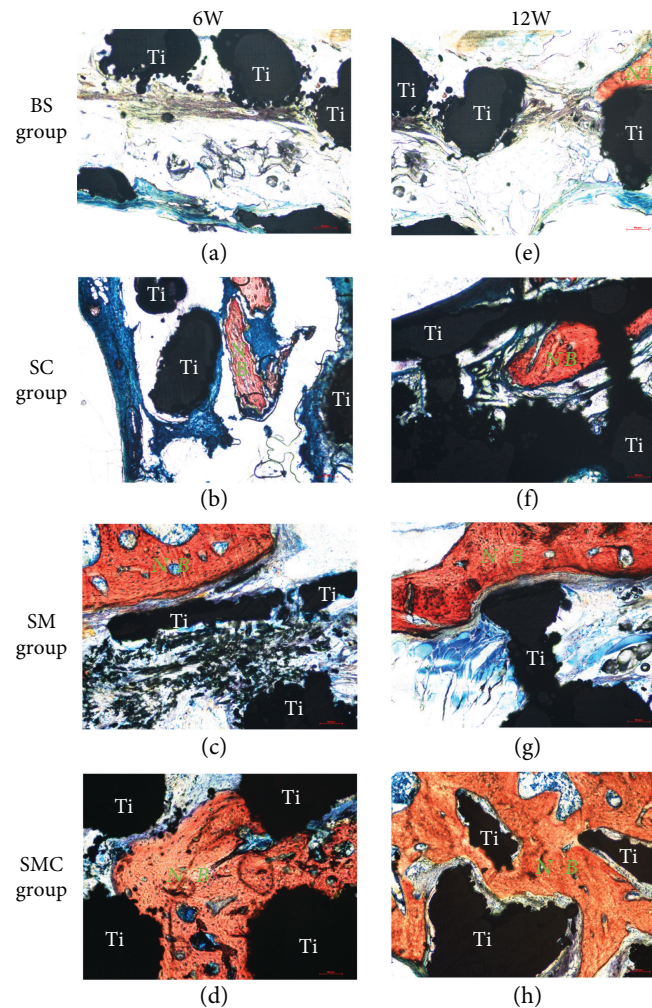 6W 12W
BS
group
Ti Ti Ti
Ti Ti NB
(a) (e)
SC
group
Ti Ti Ti
Ti NB Ti
(b) (f)
SM
group
NB Ti Ti Ti
NB Ti
(c) (g)
SMC
group
Ti Ti NB Ti Ti
Ti NB Ti Ti
(d) (h)